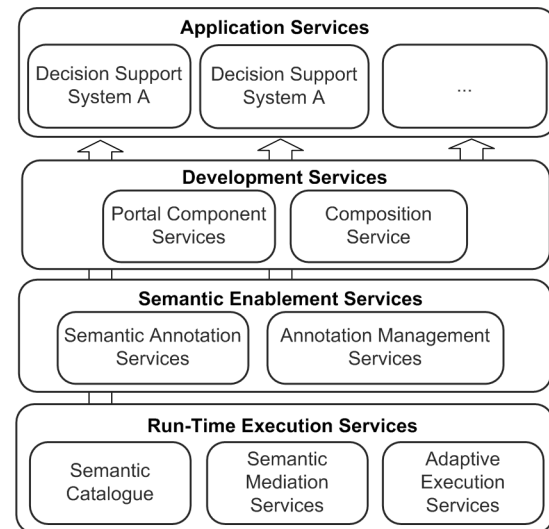 Application Services
Decision Support
System A
Decision Support
System A
...
Development Services
Portal Component
Services
Composition
Service
Semantic Enablement Services
Semantic Annotation
Services
Annotation Management
Services
Run-Time Execution Services
Semantic
Catalogue
Semantic
Mediation
Services
Adaptive
Execution
Services